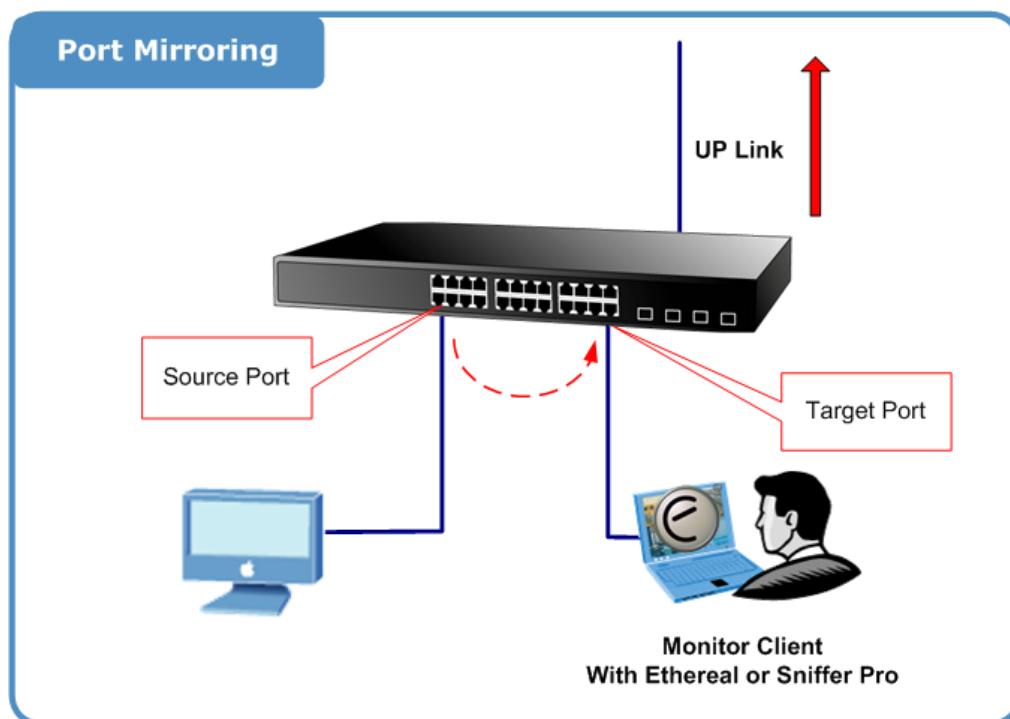 Port Mirroring
UP Link
Source Port
Target Port
Monitor Client
With Ethereal or Sniffer Pro